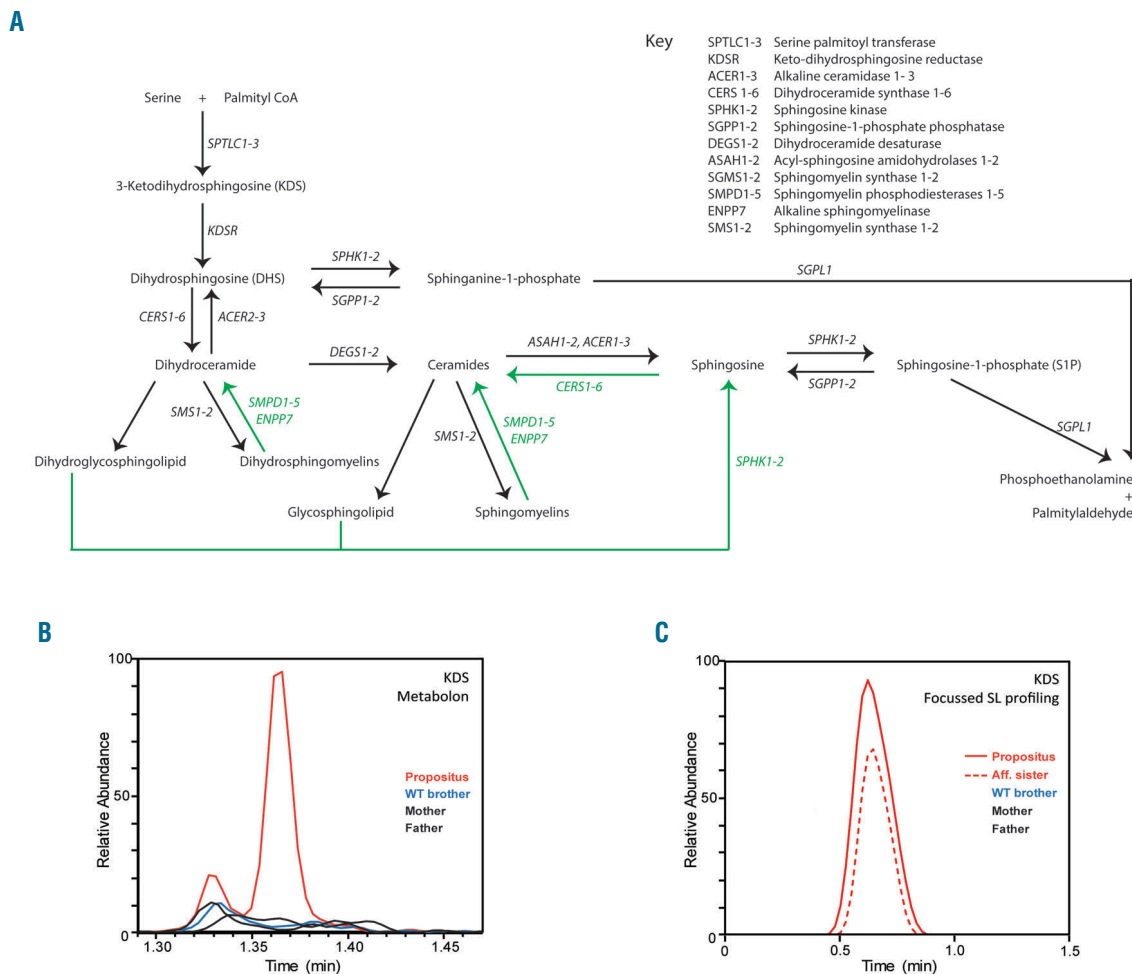 A
Key
SPTLC1-3 Serine palmitoyl transferase
KDSR Keto-dihydrosphingosine reductase
ACER1-3 Alkaline ceramidase 1- 3
CERS 1-6 Dihydroceramide synthase 1-6
SPHK1-2 Sphingosine kinase
SGPP1-2 Sphingosine-1-phosphate phosphatase
DEGS1-2 Dihydroceramide desaturase
ASAH1-2 Acyl-sphingosine amidohydrolases 1-2
SGMS1-2 Sphingomyelin synthase 1-2
SMPD1-5 Sphingomyelin phosphodiesterases 1-5
ENPP7 Alkaline sphingomyelinase
SMS1-2 Sphingomyelin synthase 1-2
Serine + Palmityl CoA
SPTLC1-3
3-Ketodihydrosphingosine (KDS)
KDSR
Dihydrosphingosine (DHS)
SPHK1-2
SGPP1-2
Sphinganine-1-phosphate
SGPL1
CERS1-6
ACER2-3
Dihydroceramide
DEGS1-2
Ceramides
ASAH1-2, ACER1-3
CERS1-6
Sphingosine
SPHK1-2
SGPP1-2
Sphingosine-1-phosphate (S1P)
SMS1-2
SMPD1-5
ENPP7
SMS1-2
SMPD1-5
ENPP7
SPHK1-2
SGPL1
Dihydroglycosphingolipid
Dihydrosphingomyelins
Glycosphingolipid
Sphingomyelins
Phosphoethanolamine
+
Palmitylaldehyde
B
100
50
0
Relative Abundance
KDS
Metabolon
Propositus
WT brother
Mother
Father
1.30 1.35 1.40 1.45
Time (min)
C
100
50
0
Relative Abundance
KDS
Focussed SL profiling
Propositus
Aff. sister
WT brother
Mother
Father
0 0.5 1.0 1.5
Time (min)